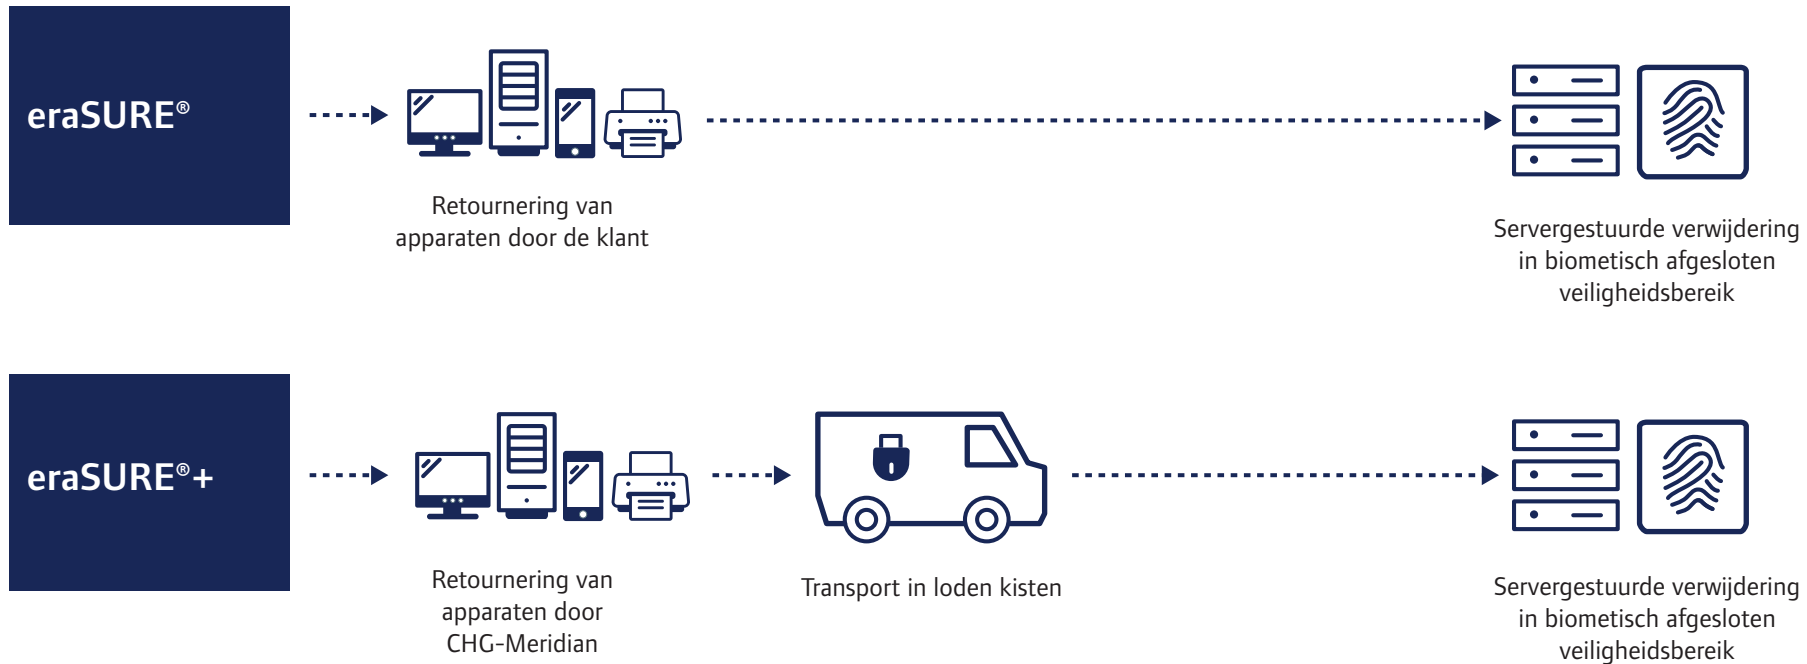 eraSURE®
Retournering van
apparaten door de klant
Servergestuurde verwijdering
in biometisch afgesloten
veiligheidsbereik
eraSURE®+
Retournering van
apparaten door
CHG-Meridian
Transport in loden kisten
Servergestuurde verwijdering
in biometisch afgesloten
veiligheidsbereik